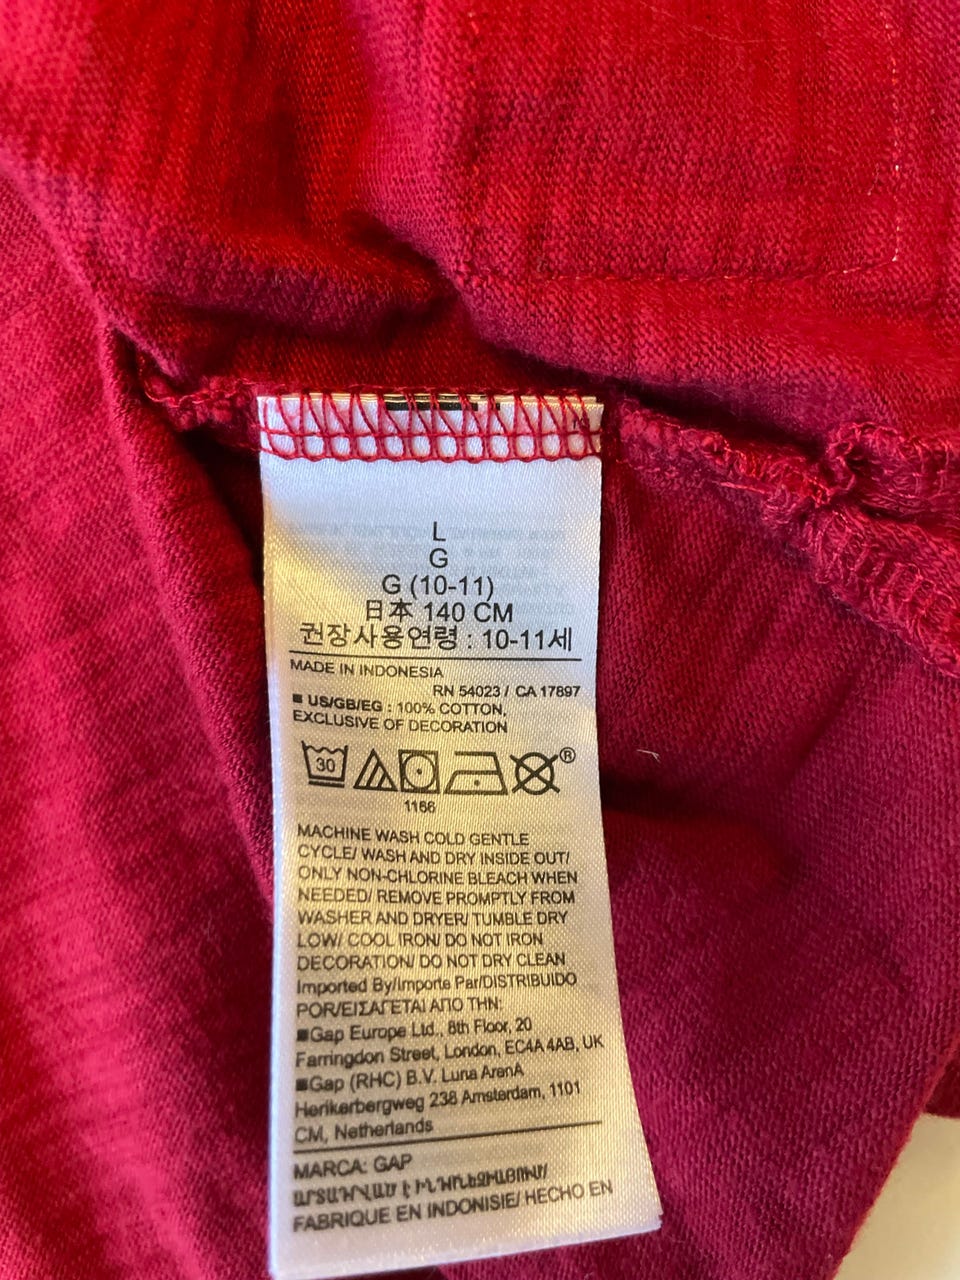 L
G
G (10-11)
日本 140 CM
권장사용연령 : 10-11세
MADE IN INDONESIA
RN 54023 / CA 17897
■ US/GB/EG : 100% COTTON,
EXCLUSIVE OF DECORATION
30
®
1166
MACHINE WASH COLD GENTLE
CYCLE/ WASH AND DRY INSIDE OUT/
ONLY NON-CHLORINE BLEACH WHEN
NEEDED/ REMOVE PROMPTLY FROM
WASHER AND DRYER/ TUMBLE DRY
LOW/ COOL IRON/ DO NOT IRON
DECORATION/ DO NOT DRY CLEAN
Imported By/Importe Par/DISTRIBUIDO
POR/ΕΙΣΑΓΕΤΑΙ ΑΠΟ ΤΗΝ:
■Gap Europe Ltd., 8th Floor, 20
Farringdon Street, London, EC4A 4AB, UK
■Gap (RHC) B.V. Luna ArenA
Herikerbergweg 238 Amsterdam, 1101
CM, Netherlands
MARCA: GAP
ԱՐՏԱԴՐՎԱԾ Է ԻՆԴՈՆԵԶԻԱՅՈՒՄ/
FABRIQUE EN INDONISIE/ HECHO EN